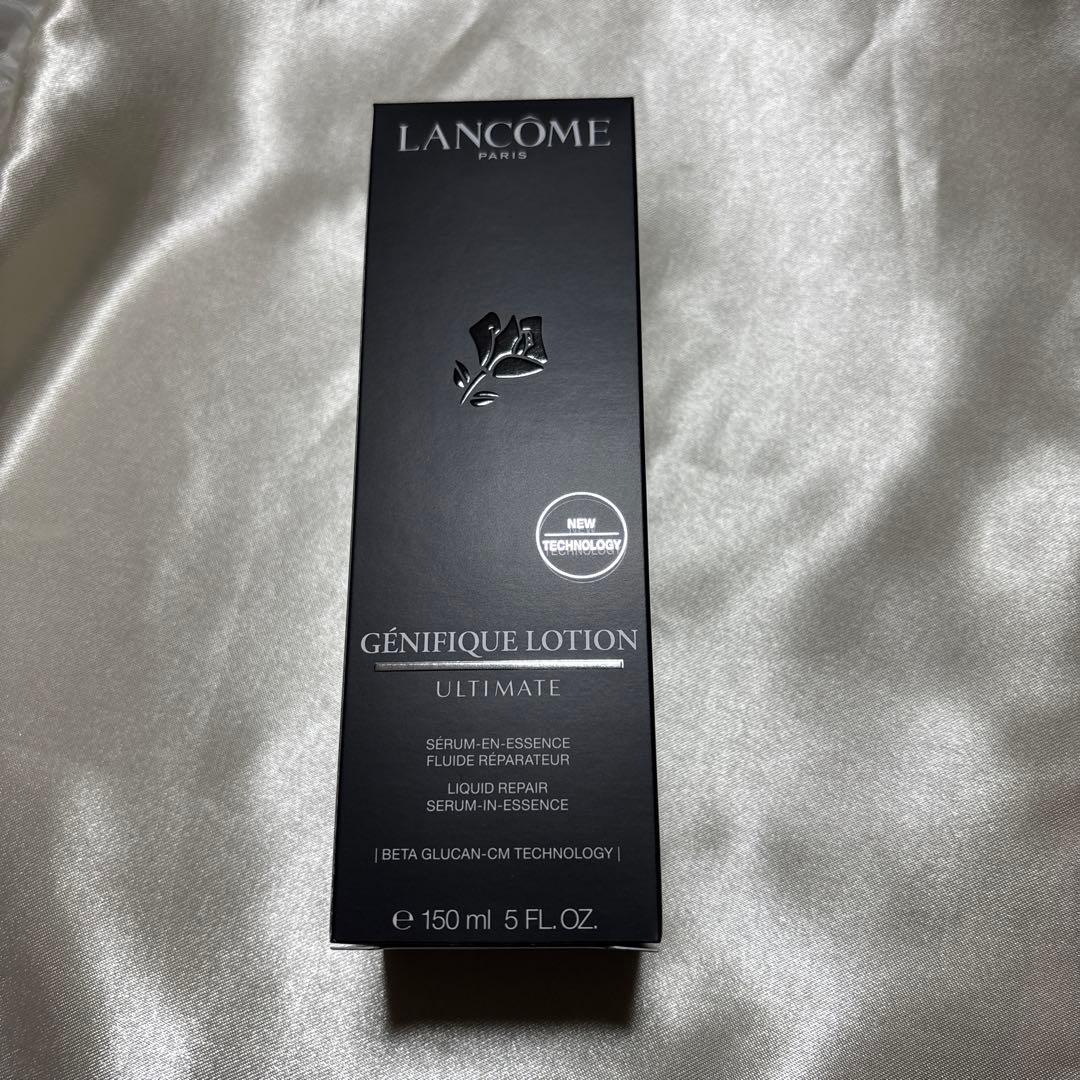 LANCÔME
PARIS
NEW
TECHNOLOGY
GÉNIFIQUE LOTION
ULTIMATE
SÉRUM-EN-ESSENCE
FLUIDE RÉPARATEUR
LIQUID REPAIR
SERUM-IN-ESSENCE
| BETA GLUCAN-CM TECHNOLOGY |
℮ 150 ml 5 FL.OZ.